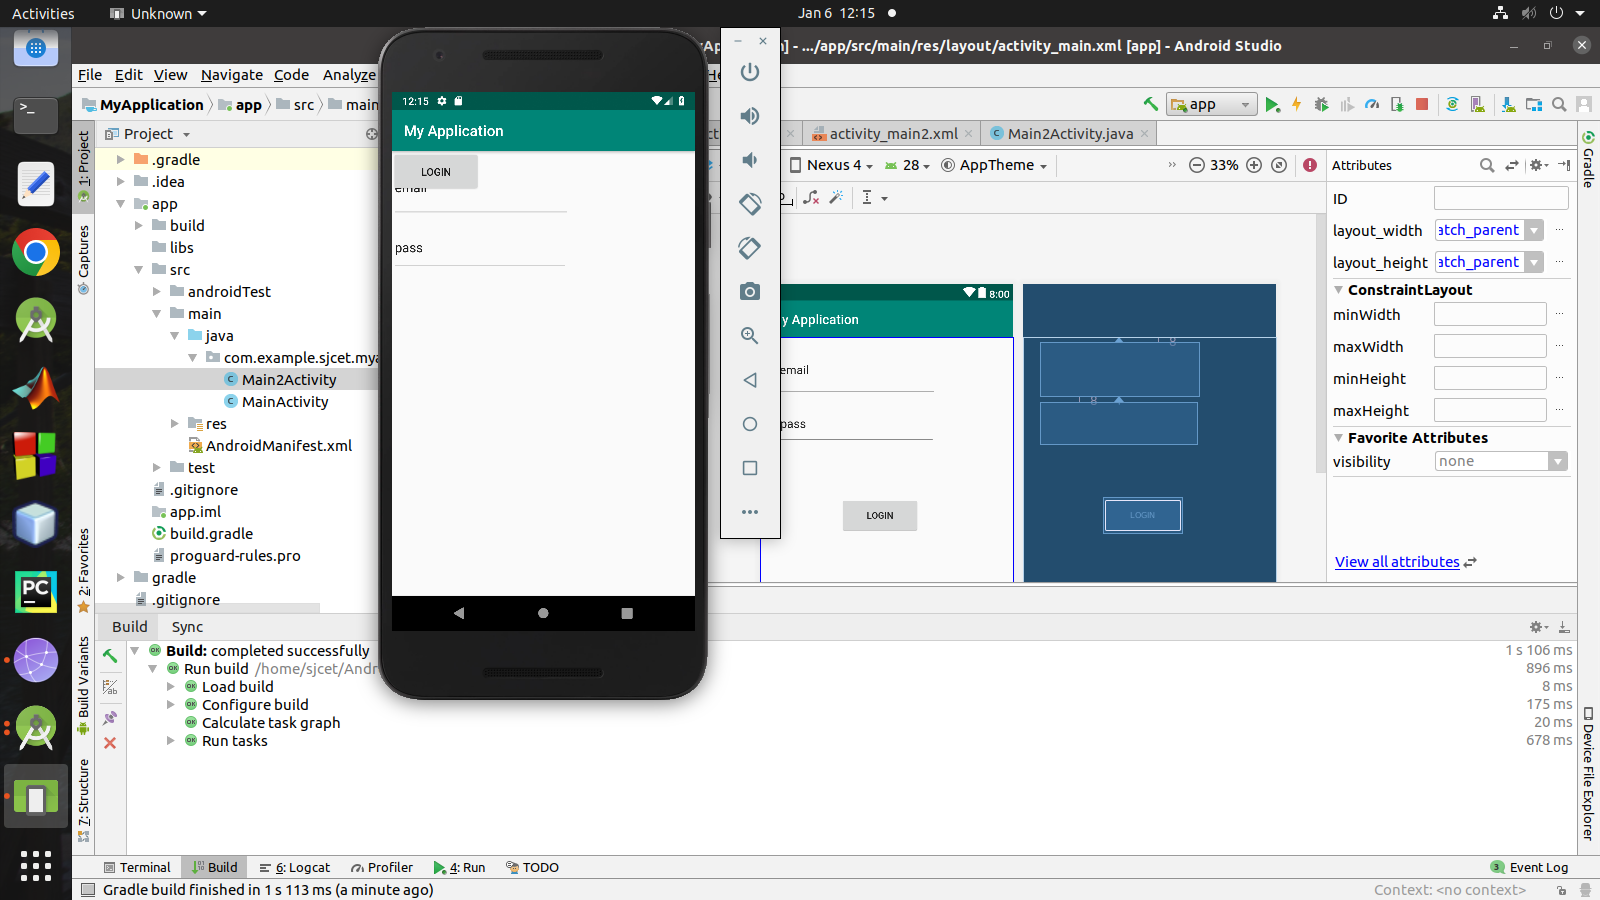 Activities
Unknown
Jan 6 12:15
] - .../app/src/main/res/layout/activity_main.xml [app] - Android Studio
File Edit View Navigate Code Analyze
MyApplication app src main
app
Project
activity_main2.xml
Main2Activity.java
.gradle
.idea
app
build
libs
src
androidTest
main
java
com.example.sjcet.mya
Main2Activity
MainActivity
res
AndroidManifest.xml
test
.gitignore
app.iml
build.gradle
proguard-rules.pro
gradle
.gitignore
1: Project
Captures
2: Favorites
Build Variants
7: Structure
12:15
My Application
LOGIN
email
pass
Nexus 4
28
AppTheme
33%
8:00
y Application
email
pass
LOGIN
LOGIN
Attributes
ID
layout_width
atch_parent
layout_height
atch_parent
ConstraintLayout
minWidth
maxWidth
minHeight
maxHeight
Favorite Attributes
visibility
none
View all attributes
Gradle
Device File Explorer
Build Sync
Build: completed successfully
1 s 106 ms
Run build /home/sjcet/Andr
896 ms
Load build
8 ms
Configure build
175 ms
Calculate task graph
20 ms
Run tasks
678 ms
Terminal
Build
6: Logcat
Profiler
4: Run
TODO
3 Event Log
Gradle build finished in 1 s 113 ms (a minute ago)
Context: <no context>